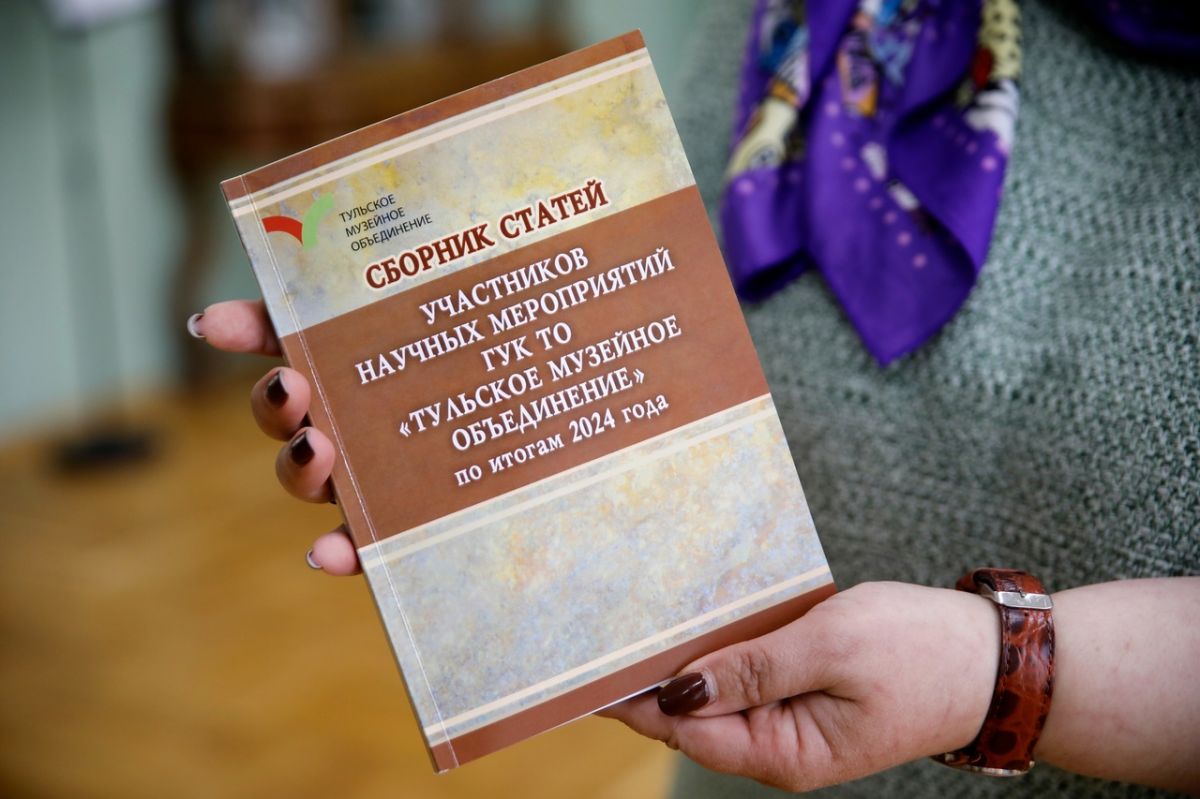 ТУЛЬСКОЕ
МУЗЕЙНОЕ
ОБЪЕДИНЕНИЕ
СБОРНИК СТАТЕЙ
УЧАСТНИКОВ
НАУЧНЫХ МЕРОПРИЯТИЙ
ГУК ТО
«ТУЛЬСКОЕ МУЗЕЙНОЕ
ОБЪЕДИНЕНИЕ»
по итогам 2024 года